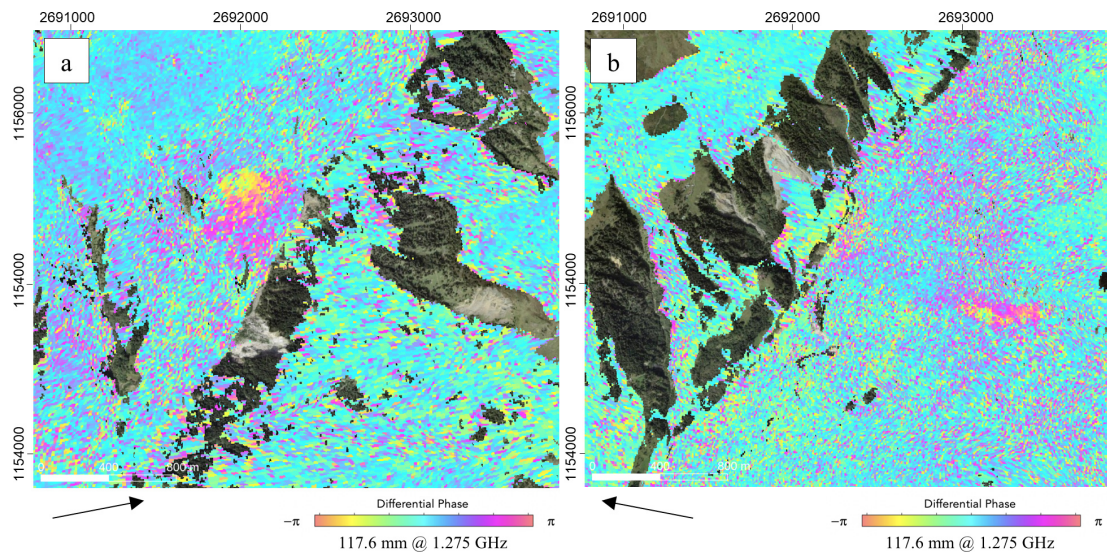 2691000 2692000 2693000 2691000 2692000 2693000
a b
1156000 1156000
1154000 1154000
1154000 1154000
0 400 800 m 0 400 800 m
Differential Phase Differential Phase
−π π −π π
117.6 mm @ 1.275 GHz 117.6 mm @ 1.275 GHz